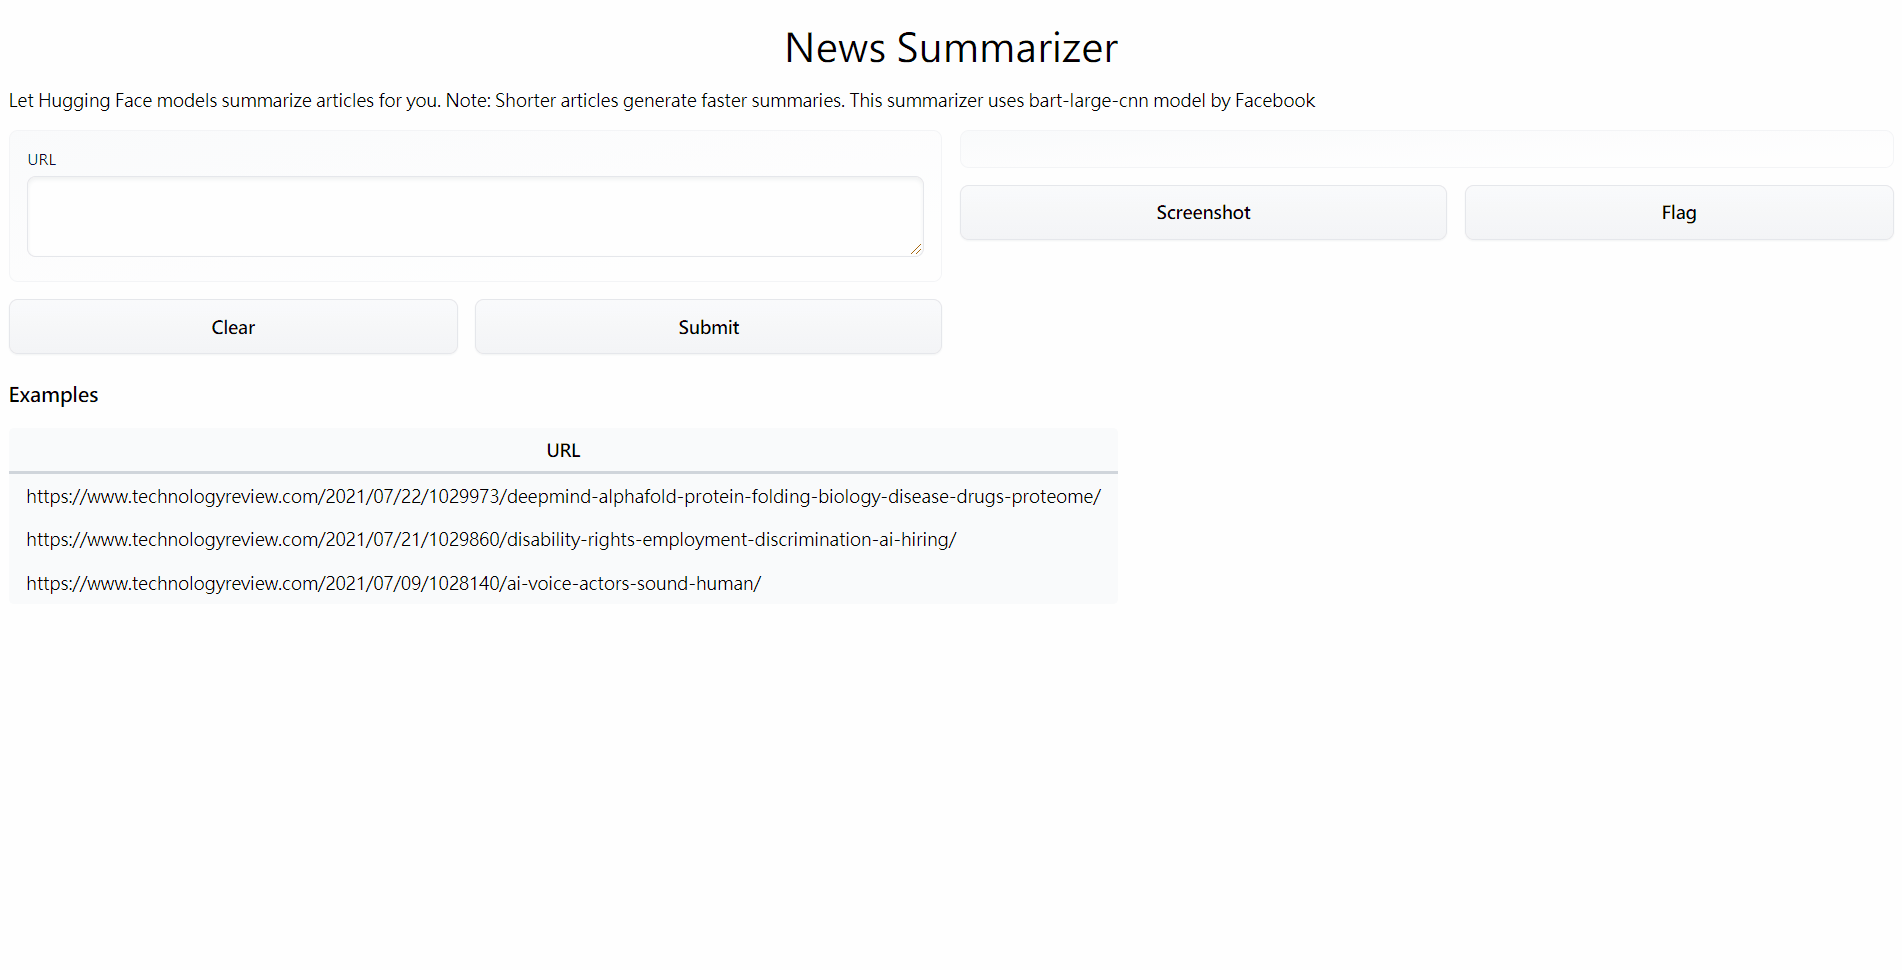 News Summarizer
Let Hugging Face models summarize articles for you. Note: Shorter articles generate faster summaries. This summarizer uses bart-large-cnn model by Facebook
URL
Screenshot
Flag
Clear
Submit
Examples
URL
https://www.technologyreview.com/2021/07/22/1029973/deepmind-alphafold-protein-folding-biology-disease-drugs-proteome/
https://www.technologyreview.com/2021/07/21/1029860/disability-rights-employment-discrimination-ai-hiring/
https://www.technologyreview.com/2021/07/09/1028140/ai-voice-actors-sound-human/